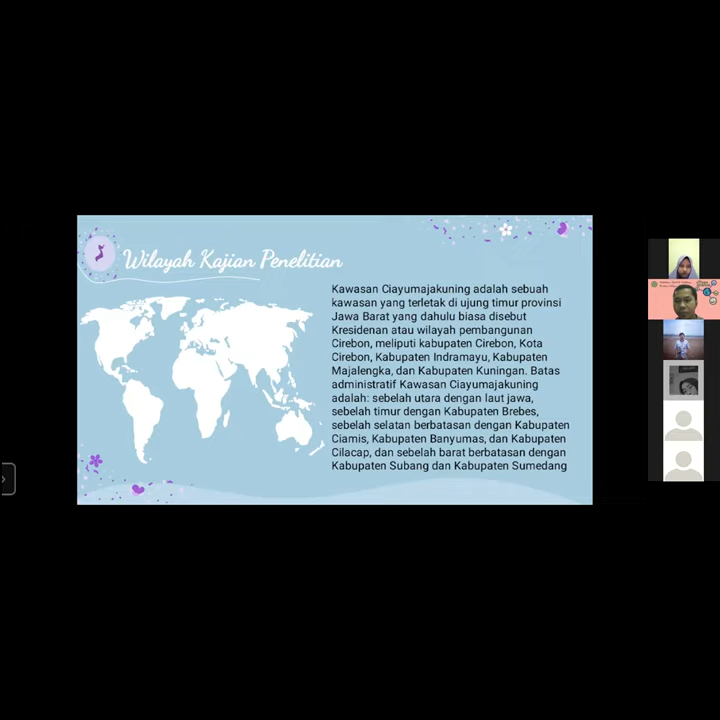 Wilayah Kajian Penelitian
Kawasan Ciayumajakuning adalah sebuah
kawasan yang terletak di ujung timur provinsi
Jawa Barat yang dahulu biasa disebut
Kresidenan atau wilayah pembangunan
Cirebon, meliputi kabupaten Cirebon, Kota
Cirebon, Kabupaten Indramayu, Kabupaten
Majalengka, dan Kabupaten Kuningan. Batas
administratif Kawasan Ciayumajakuning
adalah: sebelah utara dengan laut jawa,
sebelah timur dengan Kabupaten Brebes,
sebelah selatan berbatasan dengan Kabupaten
Ciamis, Kabupaten Banyumas, dan Kabupaten
Cilacap, dan sebelah barat berbatasan dengan
Kabupaten Subang dan Kabupaten Sumedang